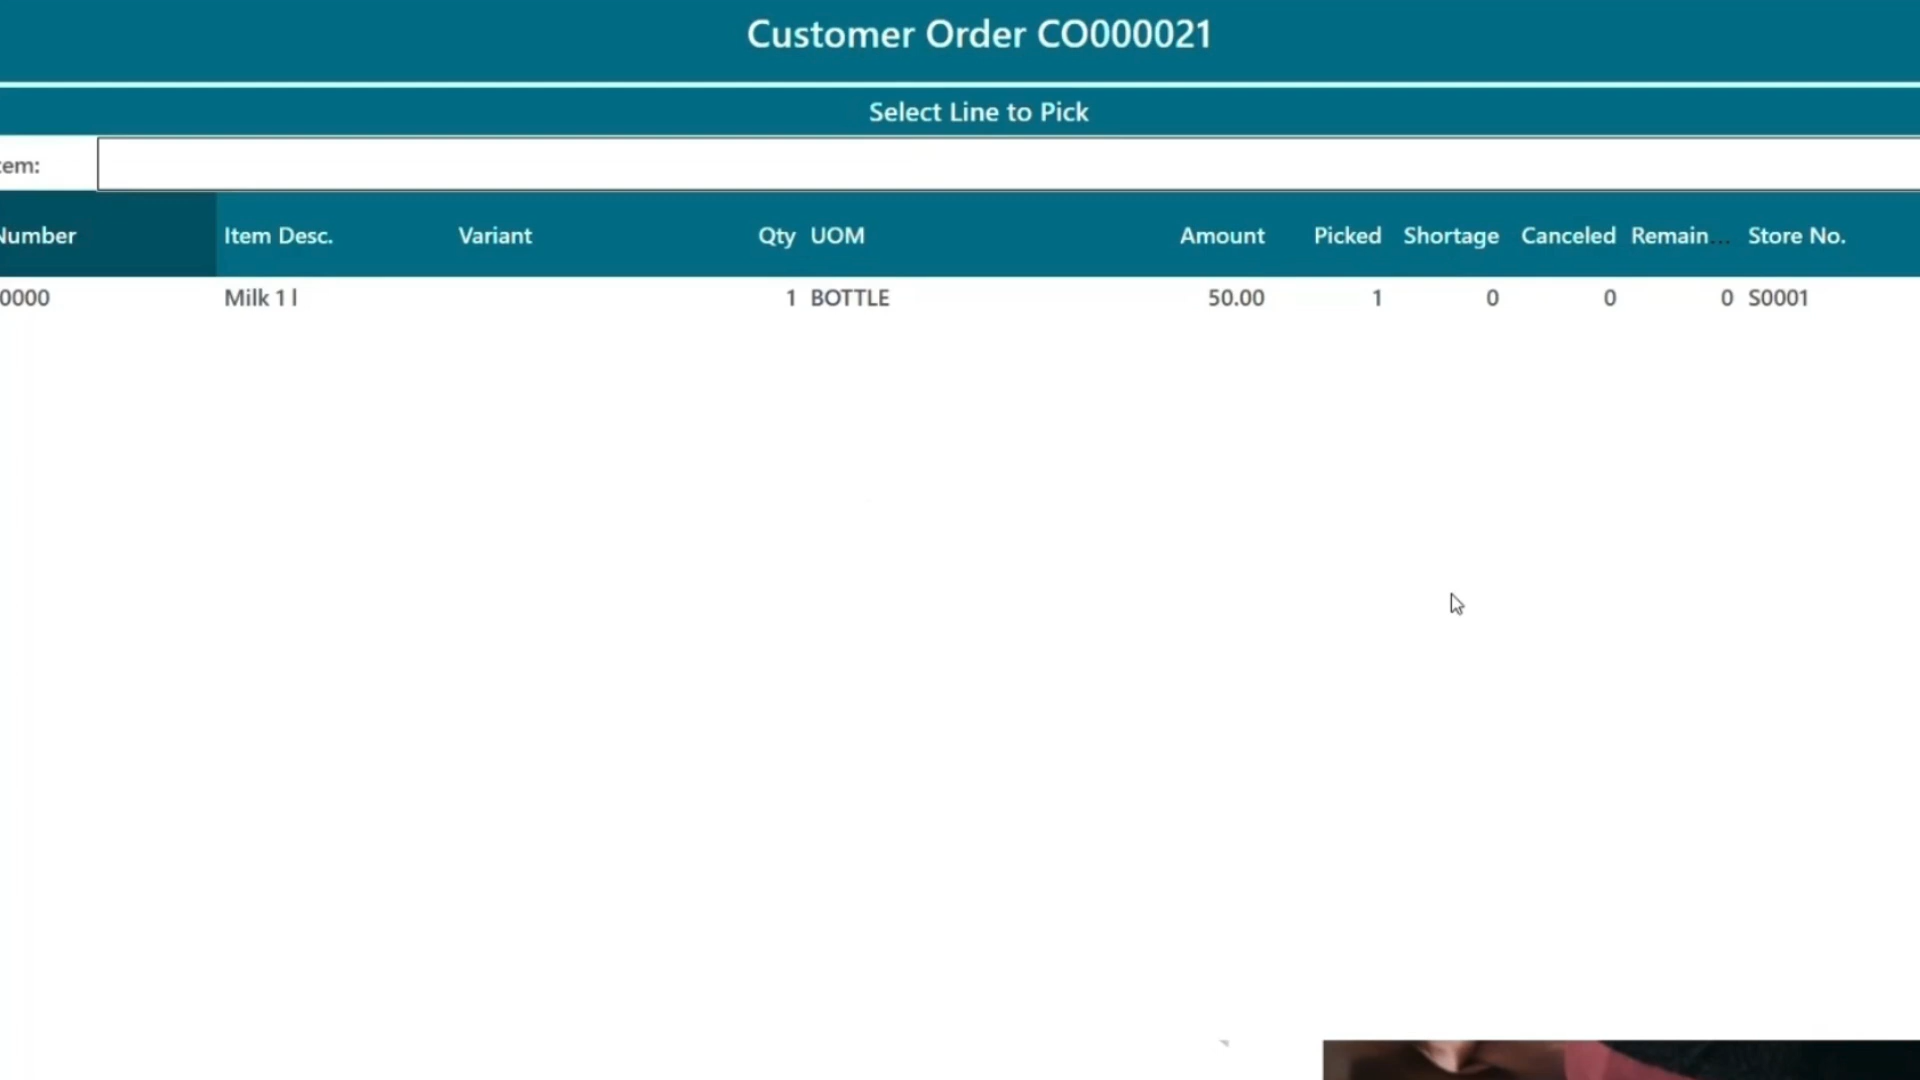 Customer Order CO000021
Select Line to Pick
tem:
Number Item Desc. Variant Qty UOM Amount Picked Shortage Canceled Remain... Store No.
0000 Milk 1 l 1 BOTTLE 50.00 1 0 0 0 S0001